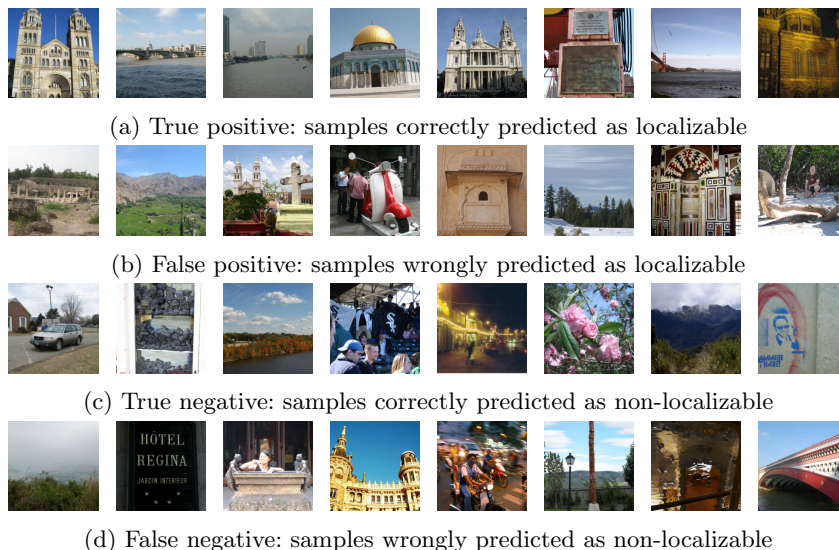 (a) True positive: samples correctly predicted as localizable
(b) False positive: samples wrongly predicted as localizable
(c) True negative: samples correctly predicted as non-localizable
HÔTEL
REGINA
JARDIN INTERIEUR
(d) False negative: samples wrongly predicted as non-localizable